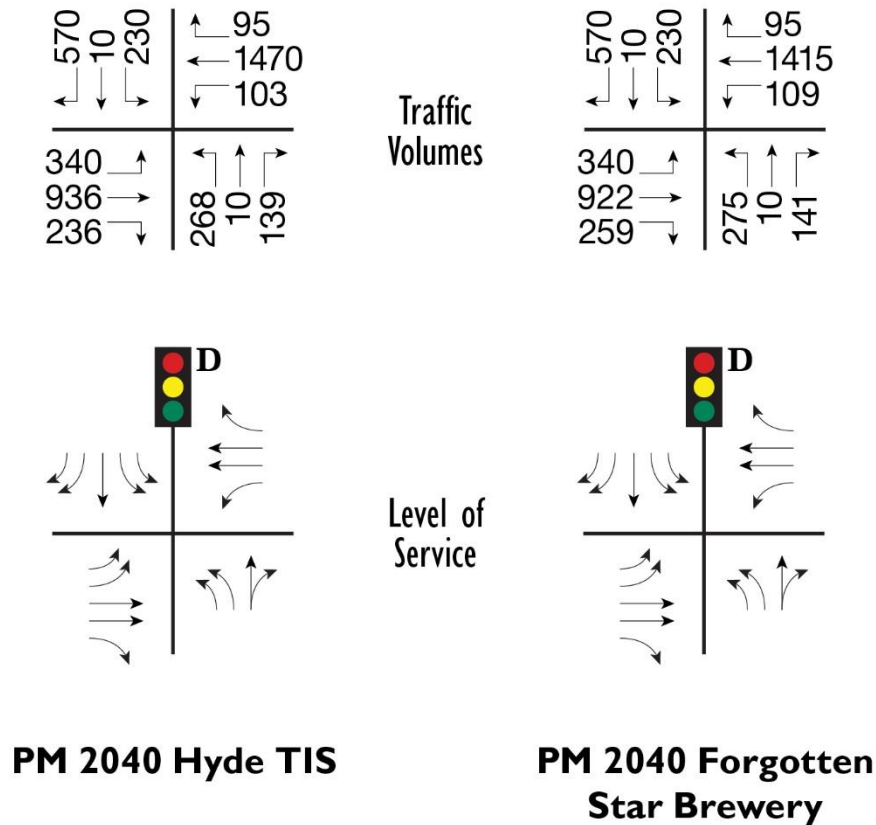 570 10 230
95
1470
103
340
936
236
268 10 139
Traffic
Volumes
570 10 230
95
1415
109
340
922
259
275 10 141
D
Level of
Service
D
PM 2040 Hyde TIS
PM 2040 Forgotten
Star Brewery